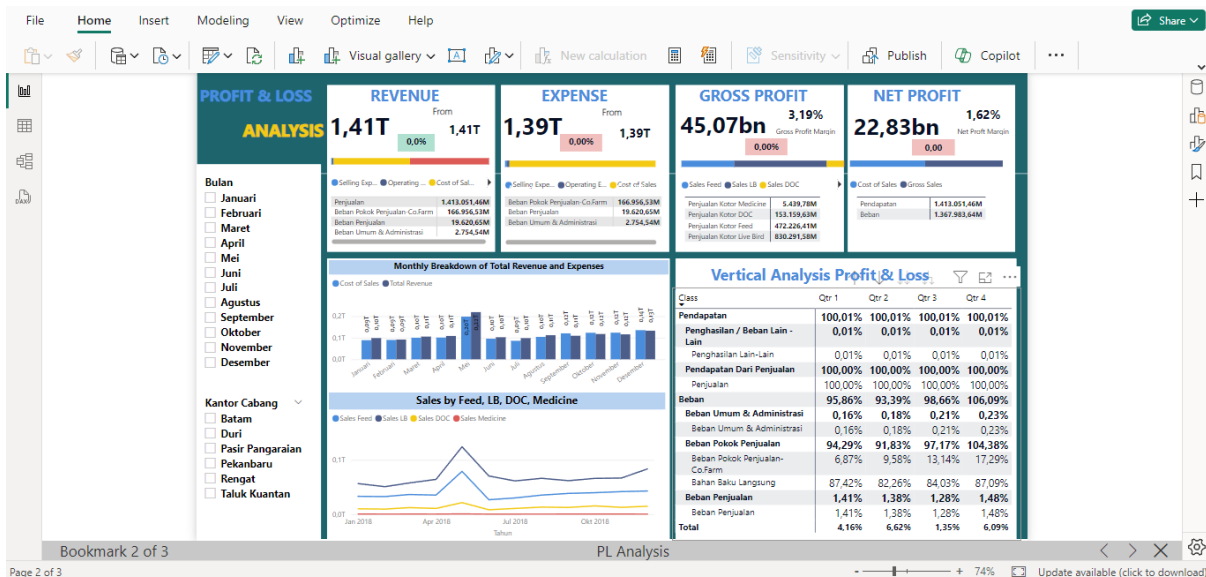 File Home Insert Modeling View Optimize Help Share
Visual gallery New calculation Sensitivity Publish Copilot
PROFIT & LOSS
ANALYSIS
REVENUE
From
1,41T 1,41T
0,0%
Selling Exp... Operating ... Cost of Sal...
Penjualan 1.413.051,46M
Beban Pokok Penjualan-Co.Farm 166.956,53M
Beban Penjualan 19.620,65M
Beban Umum & Administrasi 2.754,54M
EXPENSE
From
1,39T 1,39T
0,00%
Selling Expe... Operating E... Cost of Sales
Beban Pokok Penjualan-Co.Farm 166.956,53M
Beban Penjualan 19.620,65M
Beban Umum & Administrasi 2.754,54M
GROSS PROFIT
45,07bn 3,19%
Gross Profit Margin
0,00%
Sales Feed Sales LB Sales DOC
Penjualan Kotor Medicine 5.439,78M
Penjualan Kotor DOC 153.159,63M
Penjualan Kotor Feed 472.226,41M
Penjualan Kotor Live Bird 830.291,58M
NET PROFIT
22,83bn 1,62%
Net Proft Margin
0,00
Cost of Sales Gross Sales
Pendapatan 1.413.051,46M
Beban 1.367.983,64M
Bulan
Januari
Februari
Maret
April
Mei
Juni
Juli
Agustus
September
Oktober
November
Desember
Kantor Cabang
Batam
Duri
Pasir Pangaraian
Pekanbaru
Rengat
Taluk Kuantan
Monthly Breakdown of Total Revenue and Expenses
Cost of Sales Total Revenue
0,2T
0,1T
0,0T
Januari Februari Maret April Mei Juni Juli Agustus September Oktober November Desember
Sales by Feed, LB, DOC, Medicine
Sales Feed Sales LB Sales DOC Sales Medicine
0,1T
0,0T
Jan 2018 Apr 2018 Jul 2018 Okt 2018
Tahun
Vertical Analysis Profit & Loss
Class Qtr 1 Qtr 2 Qtr 3 Qtr 4
Pendapatan 100,01% 100,01% 100,01% 100,01%
Penghasilan / Beban Lain - 0,01% 0,01% 0,01% 0,01%
Lain
Penghasilan Lain-Lain 0,01% 0,01% 0,01% 0,01%
Pendapatan Dari Penjualan 100,00% 100,00% 100,00% 100,00%
Penjualan 100,00% 100,00% 100,00% 100,00%
Beban 95,86% 93,39% 98,66% 106,09%
Beban Umum & Administrasi 0,16% 0,18% 0,21% 0,23%
Beban Umum & Administrasi 0,16% 0,18% 0,21% 0,23%
Beban Pokok Penjualan 94,29% 91,83% 97,17% 104,38%
Beban Pokok Penjualan- 6,87% 9,58% 13,14% 17,29%
Co.Farm
Bahan Baku Langsung 87,42% 82,26% 84,03% 87,09%
Beban Penjualan 1,41% 1,38% 1,28% 1,48%
Beban Penjualan 1,41% 1,38% 1,28% 1,48%
Total 4,16% 6,62% 1,35% 6,09%
Bookmark 2 of 3 PL Analysis
Page 2 of 3 - + 74% Update available (click to download)